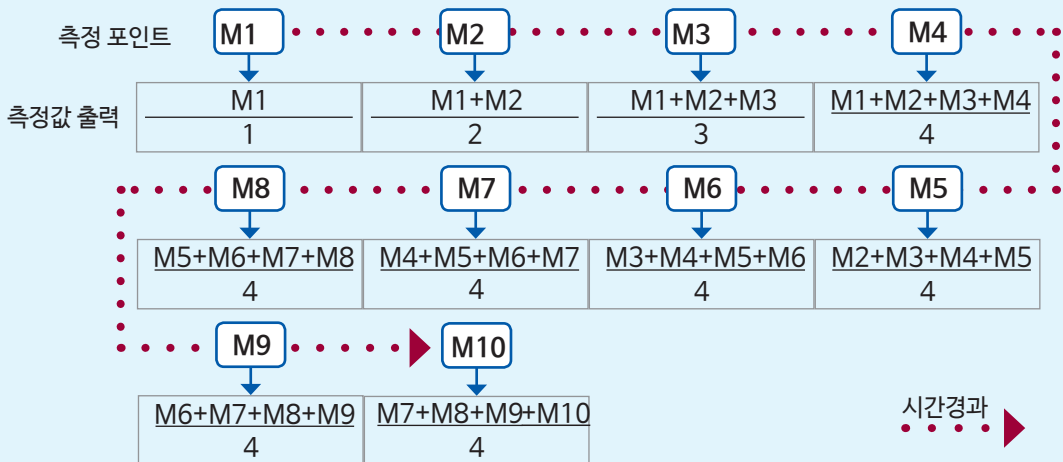 측정 포인트 M1 M2 M3 M4
측정값 출력
M1 M1+M2 M1+M2+M3 M1+M2+M3+M4
1 2 3 4
M8 M7 M6 M5
M5+M6+M7+M8 M4+M5+M6+M7 M3+M4+M5+M6 M2+M3+M4+M5
4 4 4 4
M9 M10
M6+M7+M8+M9 M7+M8+M9+M10
4 4
시간경과